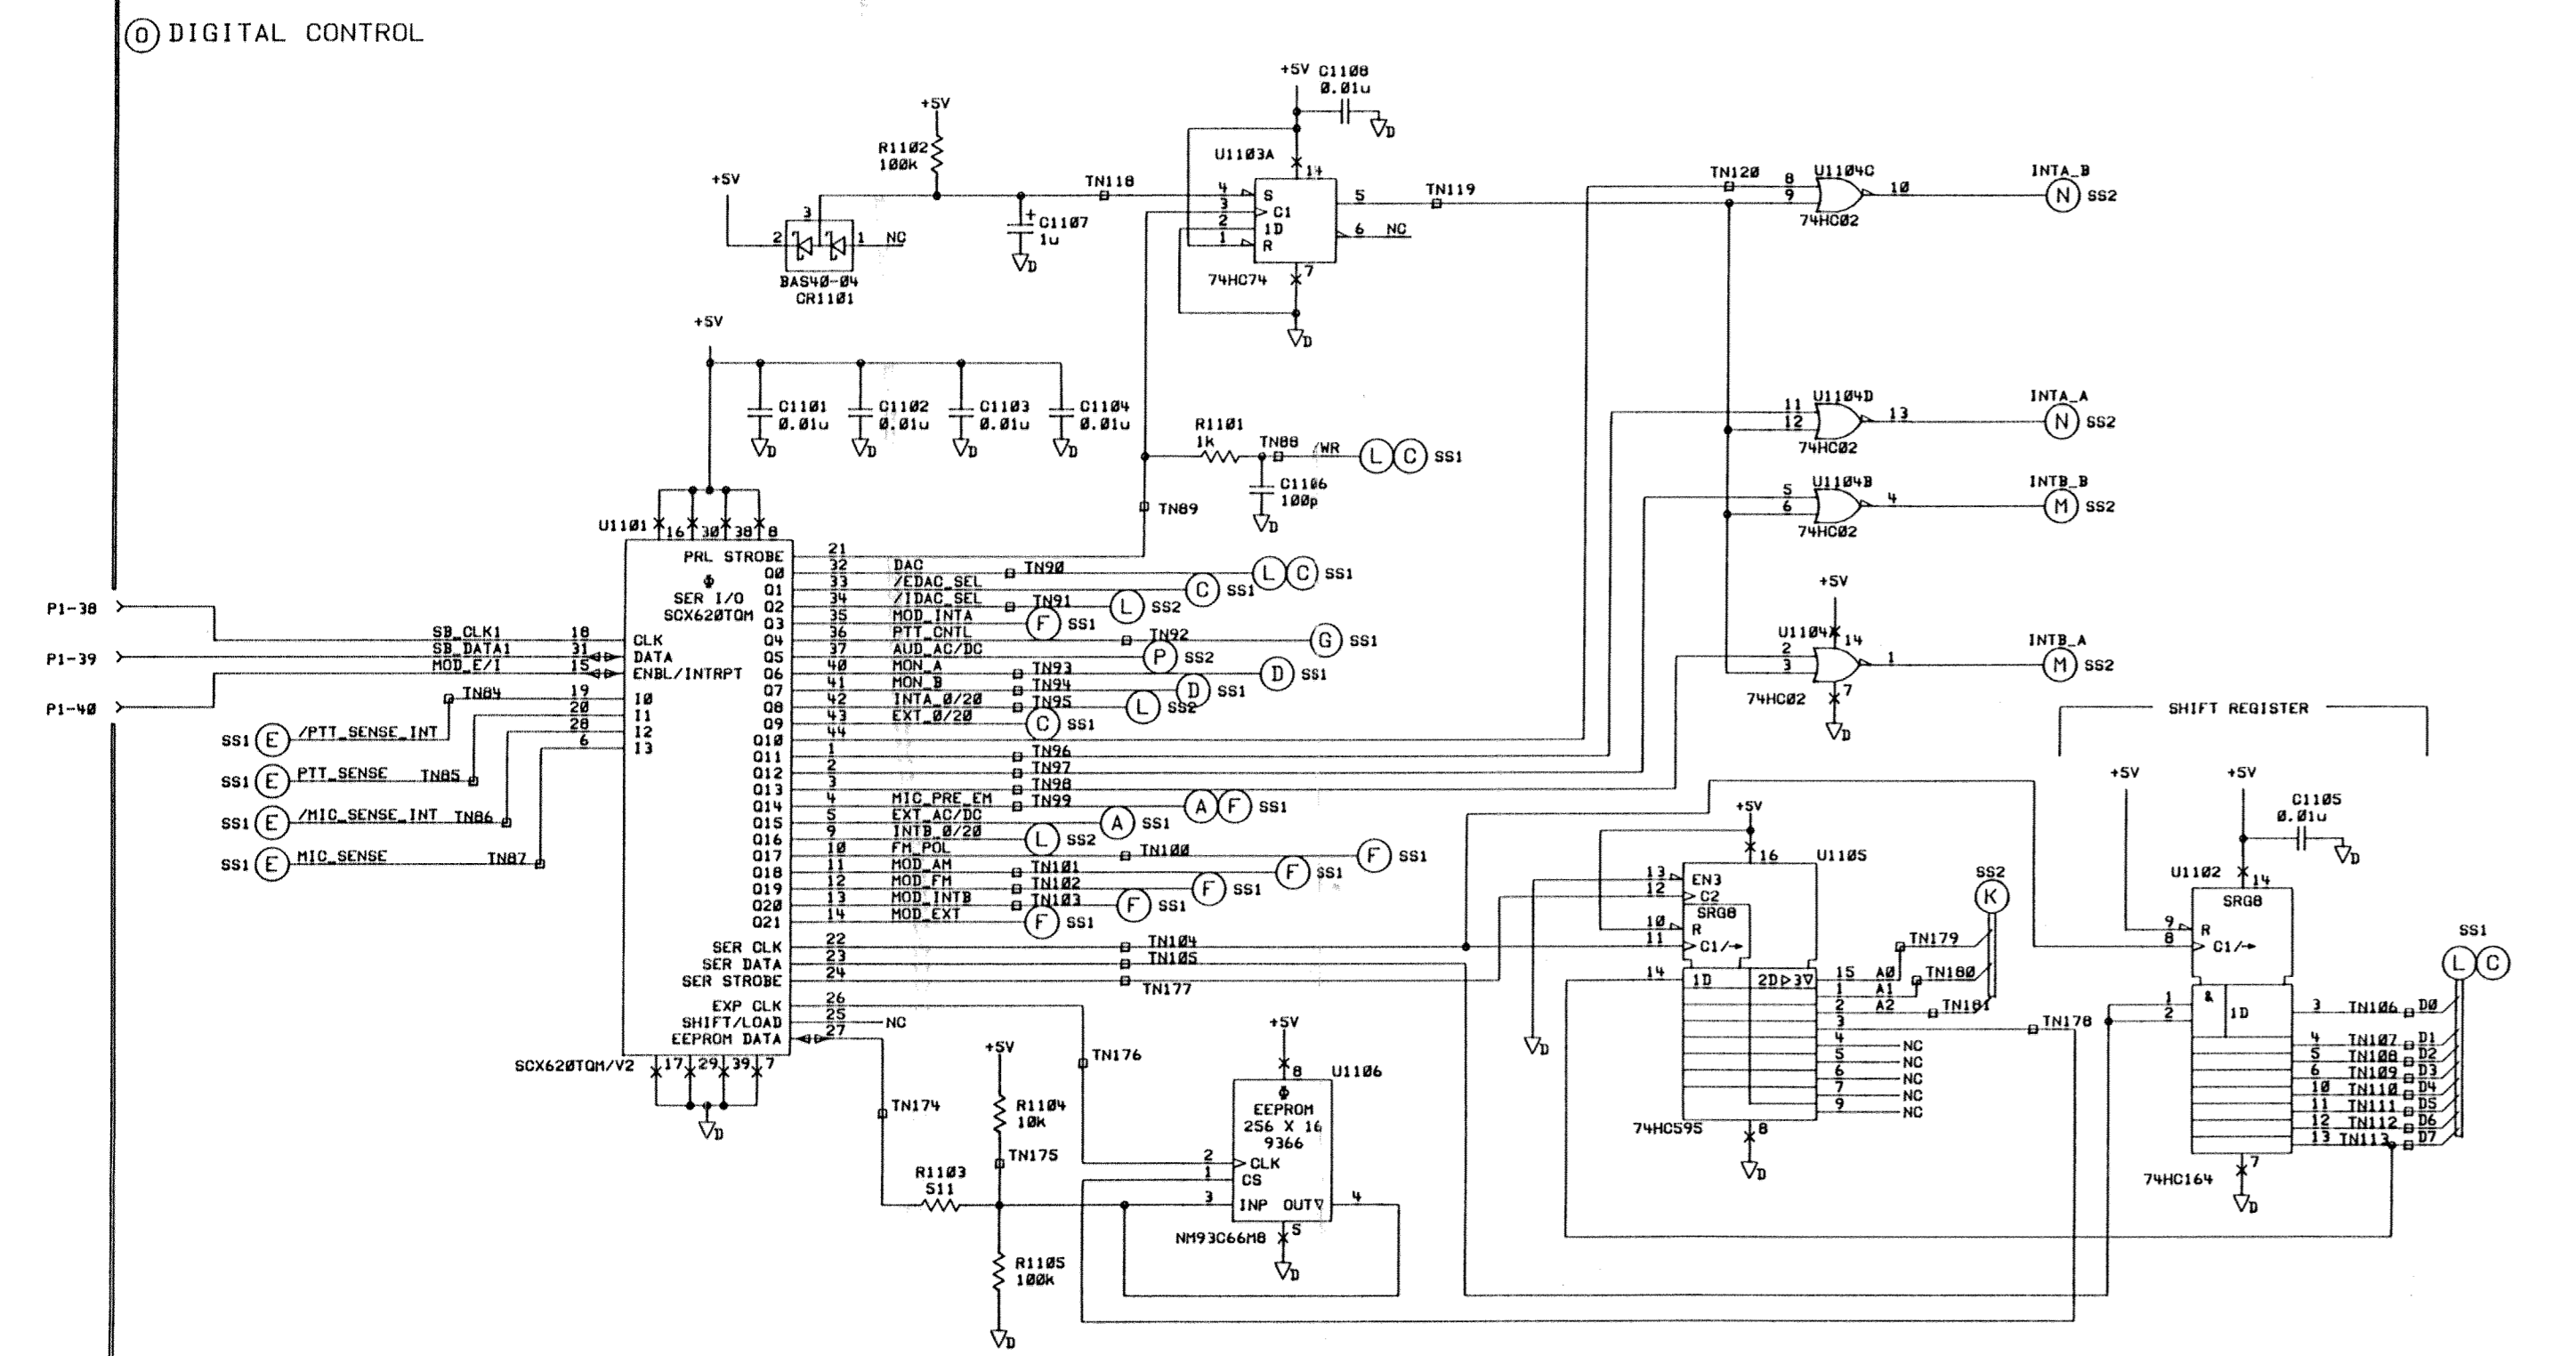 O DIGITAL CONTROL
+5V C1108
0.01u
D
+5V
R1102
100k
U1103A
14
+5V
3
2
1 NC
BAS40-04
CR1101
+
C1107
1u
D
TN118
4 S
3 C1
2 1D
1 R
5 TN119
6 NC
74HC74
7
D
TN120
8 U1104C
9
10
74HC02
INTA_B
N SS2
+5V
C1101
0.01u
D
C1102
0.01u
D
C1103
0.01u
D
C1104
0.01u
D
R1101
1k
TN88 /WR L C SS1
C1106
100p
D
TN89
11 U1104D
12
13
74HC02
INTA_A
N SS2
5 U1104B
6
4
74HC02
INTB_B
M SS2
+5V
U1104A
14
2
3
1
74HC02
7
D
INTB_A
M SS2
U1101
16 30 38 8
PRL STROBE 21
Q0 32 DAC TN90 L C SS1
Q1 33 /EDAC_SEL C SS1
Q2 34 /IDAC_SEL TN91 L SS2
Q3 35 MOD_INTA F SS1
Q4 36 PTT_CNTL TN92 G SS1
Q5 37 AUD_AC/DC P SS2
Q6 40 MON_A TN93 D SS1
Q7 41 MON_B TN94 D SS1
Q8 42 INTA_0/20 TN95 L SS2
Q9 43 EXT_0/20 C SS1
Q10 44
Q11 1 TN96
Q12 2 TN97
Q13 3 TN98
Q14 4 MIC_PRE_EM TN99 A F SS1
Q15 5 EXT_AC/DC A SS1
Q16 9 INTB_0/20 L SS2
Q17 10 FM_POL TN100 F SS1
Q18 11 MOD_AM TN101 F SS1
Q19 12 MOD_FM TN102 F SS1
Q20 13 MOD_INTB TN103 F SS1
Q21 14 MOD_EXT F SS1
SER CLK 22 TN104
SER DATA 23 TN105
SER STROBE 24 TN177
EXP CLK 26
SHIFT/LOAD 25 NC
EEPROM DATA 27
Φ
SER I/O
SCX620TQM
P1-38
P1-39
P1-40
SB_CLK1 18 CLK
SB_DATA1 31 DATA
MOD_E/I 15 ENBL/INTRPT
TN84 19 I0
20 I1
28 I2
6 I3
SS1 E /PTT_SENSE_INT
SS1 E PTT_SENSE TN85
SS1 E /MIC_SENSE_INT TN86
SS1 E MIC_SENSE TN87
SCX620TQM/V2 17 29 39 7
D
TN174
TN176
+5V
R1104
10k
TN175
R1103
511
R1105
100k
D
+5V
8 U1106
Φ
EEPROM
256 X 16
9366
2 CLK
1 CS
3 INP OUT 4
NM93C66M8 5
D
+5V
16 U1105
13 EN3
12 C2
SRG8
10 R
11 C1/→
14 1D 2D 3
15 A0 TN179
1 A1 TN180
2 A2 TN181
3 TN178
4 NC
5 NC
6 NC
7 NC
9 NC
74HC595 8
D
D
SS2
K
SHIFT REGISTER
+5V +5V
C1105
0.01u
D
U1102 14
SRG8
9 R
8 C1/→
1 &
2 1D
SS1
L C
3 TN106 D0
4 TN107 D1
5 TN108 D2
6 TN109 D3
10 TN110 D4
11 TN111 D5
12 TN112 D6
13 TN113 D7
74HC164 7
D